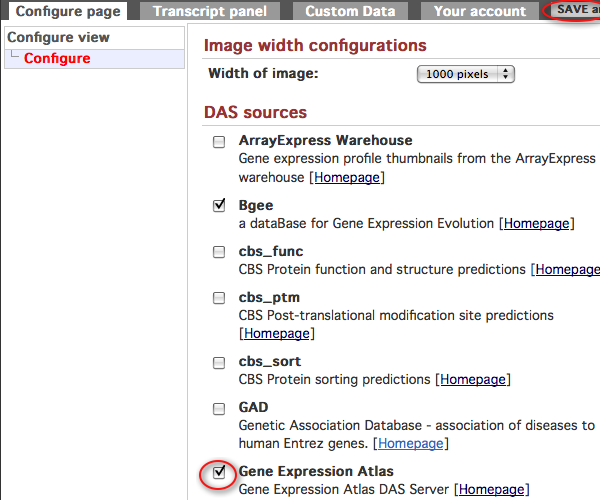 Configure page Transcript panel Custom Data Your account SAVE
Configure view
Configure
Image width configurations
Width of image: 1000 pixels
DAS sources
ArrayExpress Warehouse
Gene expression profile thumbnails from the ArrayExpress
warehouse [Homepage]
Bgee
a dataBase for Gene Expression Evolution [Homepage]
cbs_func
CBS Protein function and structure predictions [Homepage
cbs_ptm
CBS Post-translational modification site predictions
[Homepage]
cbs_sort
CBS Protein sorting predictions [Homepage]
GAD
Genetic Association Database - association of diseases to
human Entrez genes. [Homepage]
Gene Expression Atlas
Gene Expression Atlas DAS Server [Homepage]